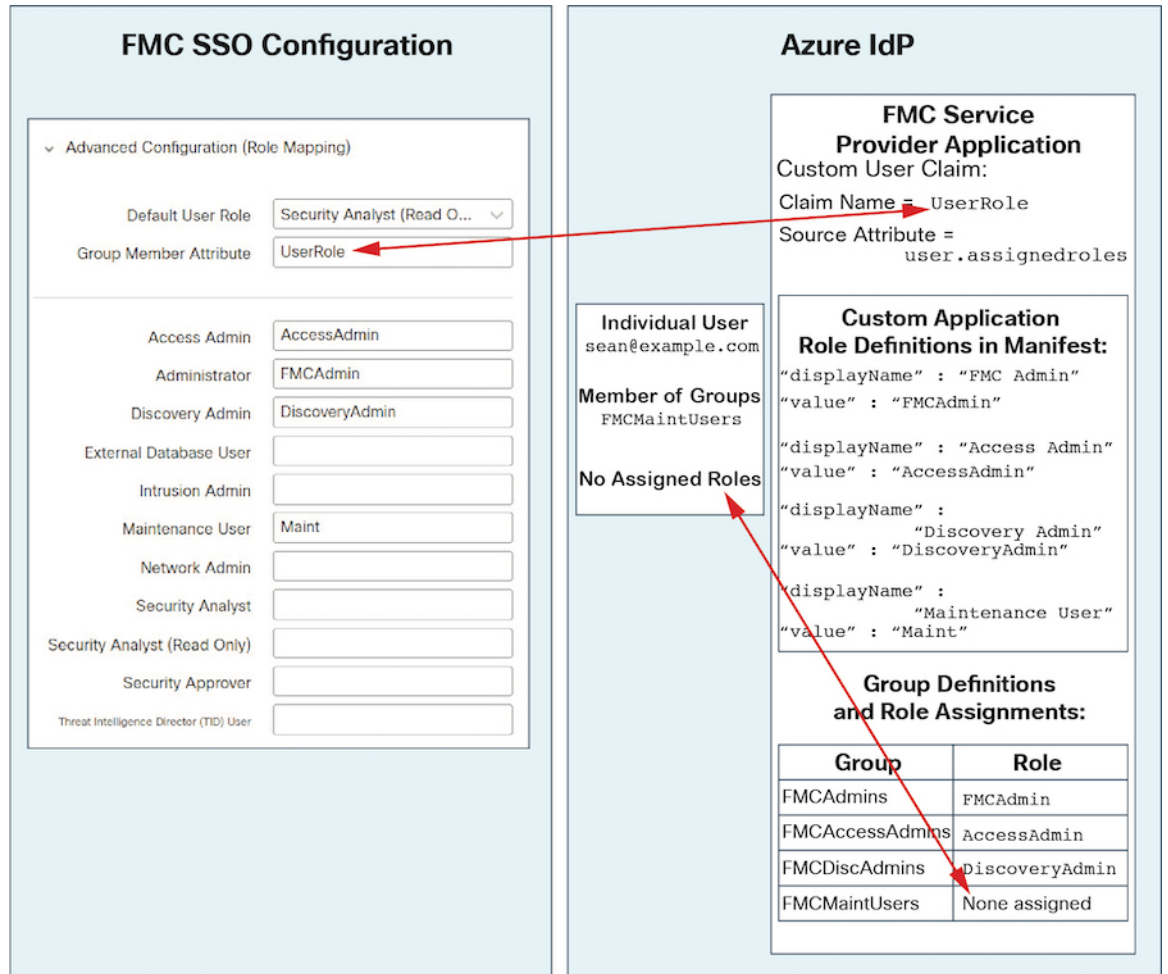 FMC SSO Configuration
Advanced Configuration (Role Mapping)
Default User Role
Security Analyst (Read O...
Group Member Attribute
UserRole
Access Admin
AccessAdmin
Administrator
FMCAdmin
Discovery Admin
DiscoveryAdmin
External Database User
Intrusion Admin
Maintenance User
Maint
Network Admin
Security Analyst
Security Analyst (Read Only)
Security Approver
Threat Intelligence Director (TID) User
Azure IdP
Individual User
sean@example.com
Member of Groups
FMCMaintUsers
No Assigned Roles
FMC Service
Provider Application
Custom User Claim:
Claim Name = UserRole
Source Attribute =
user.assignedroles
Custom Application
Role Definitions in Manifest:
“displayName” : “FMC Admin”
“value” : “FMCAdmin”
“displayName” : “Access Admin”
“value” : “AccessAdmin”
“displayName” :
“Discovery Admin”
“value” : “DiscoveryAdmin”
“displayName” :
“Maintenance User”
“value” : “Maint”
Group Definitions
and Role Assignments:
Group Role
FMCAdmins FMCAdmin
FMCAccessAdmins AccessAdmin
FMCDiscAdmins DiscoveryAdmin
FMCMaintUsers None assigned